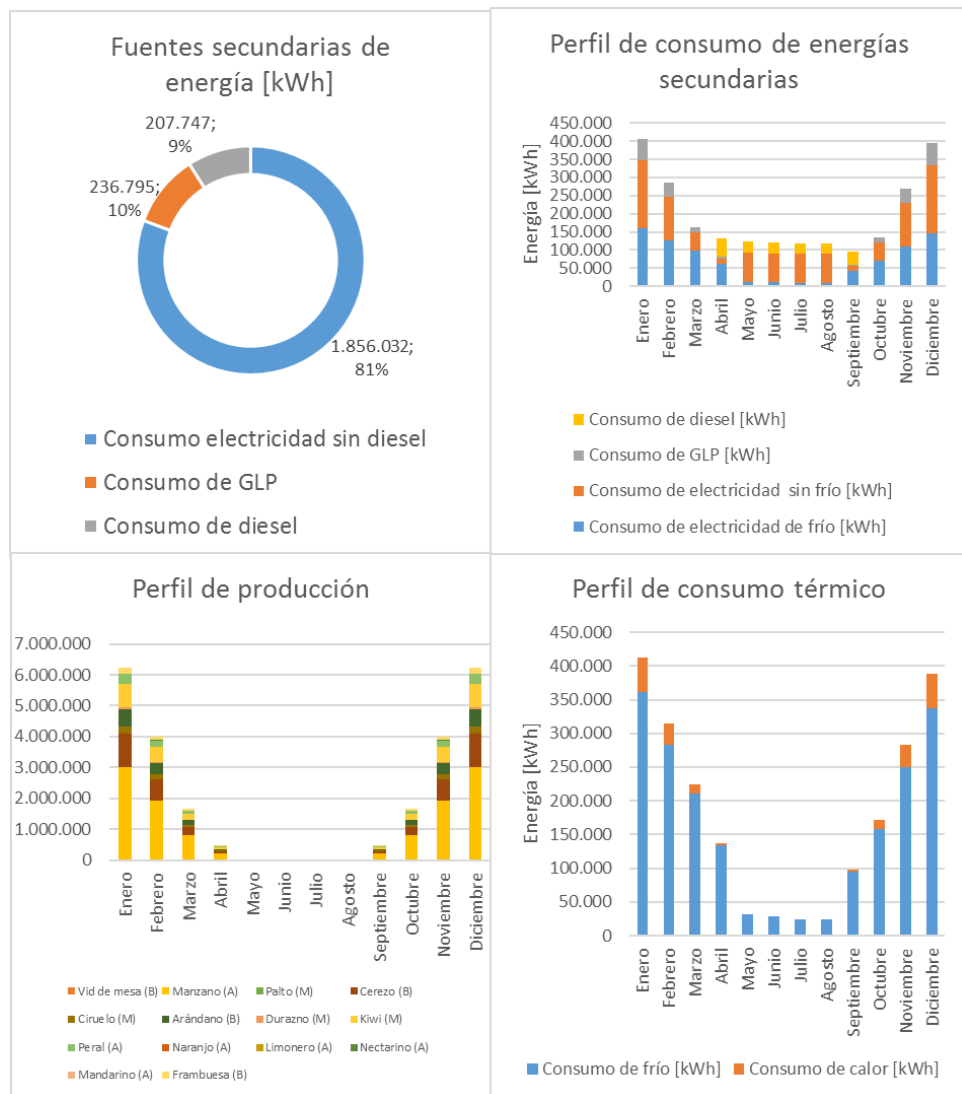 Fuentes secundarias de
energía [kWh]
207.747;
9%
236.795;
10%
1.856.032;
81%
Consumo electricidad sin diesel
Consumo de GLP
Consumo de diesel
Perfil de consumo de energías
secundarias
Energía [kWh]
450.000
400.000
350.000
300.000
250.000
200.000
150.000
100.000
50.000
0
Enero
Febrero
Marzo
Abril
Mayo
Junio
Julio
Agosto
Septiembre
Octubre
Noviembre
Diciembre
Consumo de diesel [kWh]
Consumo de GLP [kWh]
Consumo de electricidad sin frío [kWh]
Consumo de electricidad de frío [kWh]
Perfil de producción
7.000.000
6.000.000
5.000.000
4.000.000
3.000.000
2.000.000
1.000.000
0
Enero
Febrero
Marzo
Abril
Mayo
Junio
Julio
Agosto
Septiembre
Octubre
Noviembre
Diciembre
Vid de mesa (B) Manzano (A) Palto (M) Cerezo (B)
Ciruelo (M) Arándano (B) Durazno (M) Kiwi (M)
Peral (A) Naranjo (A) Limonero (A) Nectarino (A)
Mandarino (A) Frambuesa (B)
Perfil de consumo térmico
Energía [kWh]
450.000
400.000
350.000
300.000
250.000
200.000
150.000
100.000
50.000
0
Enero
Febrero
Marzo
Abril
Mayo
Junio
Julio
Agosto
Septiembre
Octubre
Noviembre
Diciembre
Consumo de frío [kWh] Consumo de calor [kWh]